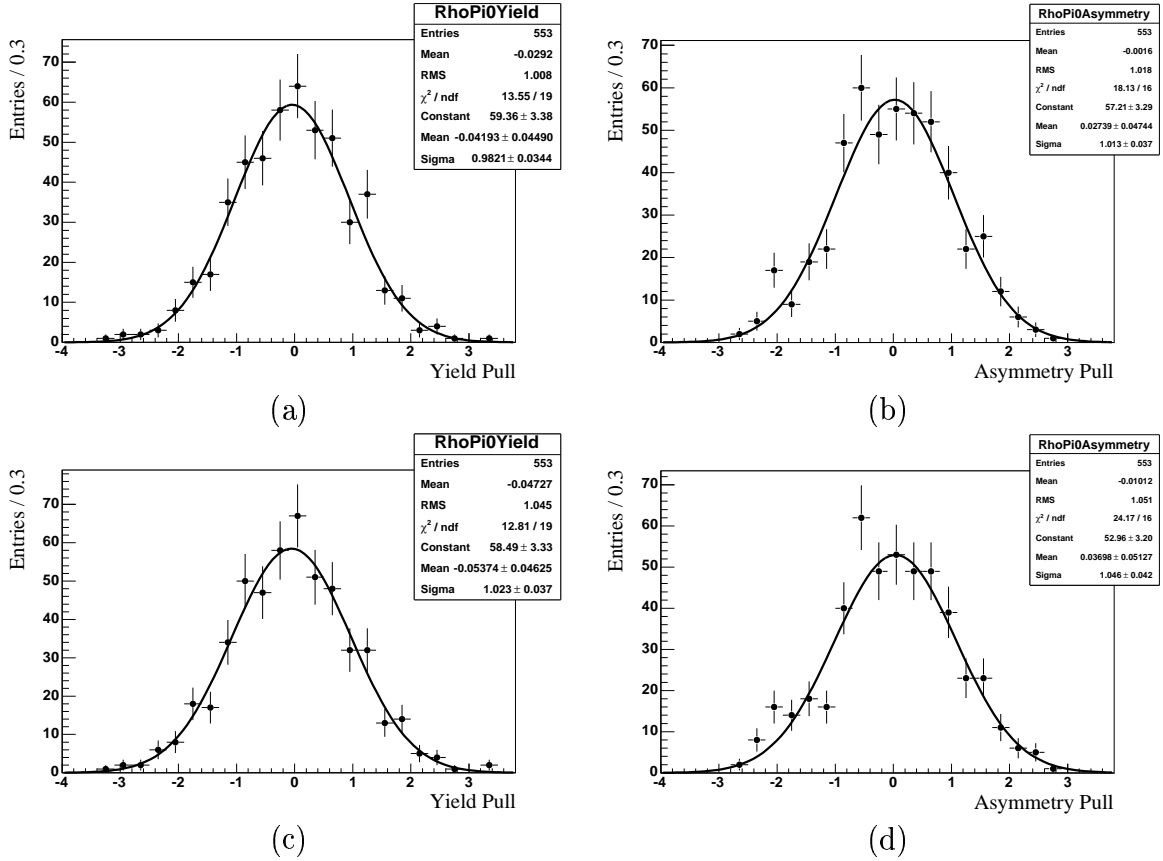 RhoPi0Yield
Entries 553
Mean -0.0292
RMS 1.008
χ² / ndf 13.55 / 19
Constant 59.36 ± 3.38
Mean -0.04193 ± 0.04490
Sigma 0.9821 ± 0.0344
Entries / 0.3
70
60
50
40
30
20
10
0
-4 -3 -2 -1 0 1 2 3
Yield Pull
(a)
RhoPi0Asymmetry
Entries 553
Mean -0.0016
RMS 1.018
χ² / ndf 18.13 / 16
Constant 57.21 ± 3.29
Mean 0.02739 ± 0.04744
Sigma 1.013 ± 0.037
Entries / 0.3
70
60
50
40
30
20
10
0
-4 -3 -2 -1 0 1 2 3
Asymmetry Pull
(b)
RhoPi0Yield
Entries 553
Mean -0.04727
RMS 1.045
χ² / ndf 12.81 / 19
Constant 58.49 ± 3.33
Mean -0.05374 ± 0.04625
Sigma 1.023 ± 0.037
Entries / 0.3
70
60
50
40
30
20
10
0
-4 -3 -2 -1 0 1 2 3
Yield Pull
(c)
RhoPi0Asymmetry
Entries 553
Mean -0.01012
RMS 1.051
χ² / ndf 24.17 / 16
Constant 52.96 ± 3.20
Mean 0.03698 ± 0.05127
Sigma 1.046 ± 0.042
Entries / 0.3
70
60
50
40
30
20
10
0
-4 -3 -2 -1 0 1 2 3
Asymmetry Pull
(d)